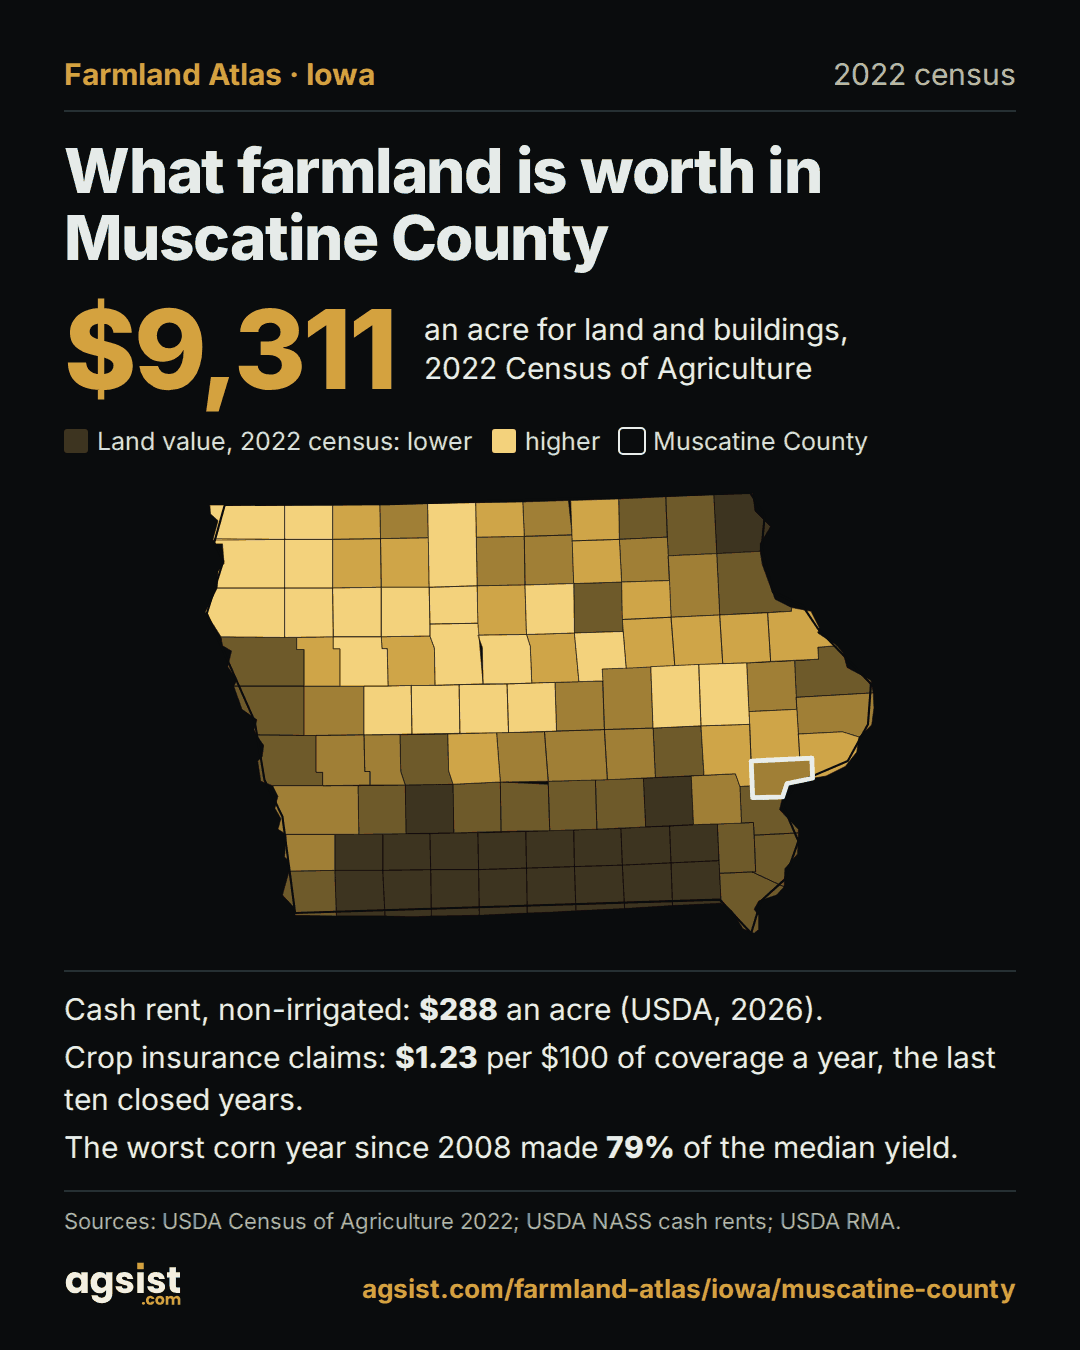 Farmland Atlas · Iowa
2022 census
What farmland is worth in
Muscatine County
$9,311
an acre for land and buildings,
2022 Census of Agriculture
Land value, 2022 census: lower
higher
Muscatine County
Cash rent, non-irrigated: $288 an acre (USDA, 2026).
Crop insurance claims: $1.23 per $100 of coverage a year, the last
ten closed years.
The worst corn year since 2008 made 79% of the median yield.
Sources: USDA Census of Agriculture 2022; USDA NASS cash rents; USDA RMA.
agsist
.com
agsist.com/farmland-atlas/iowa/muscatine-county